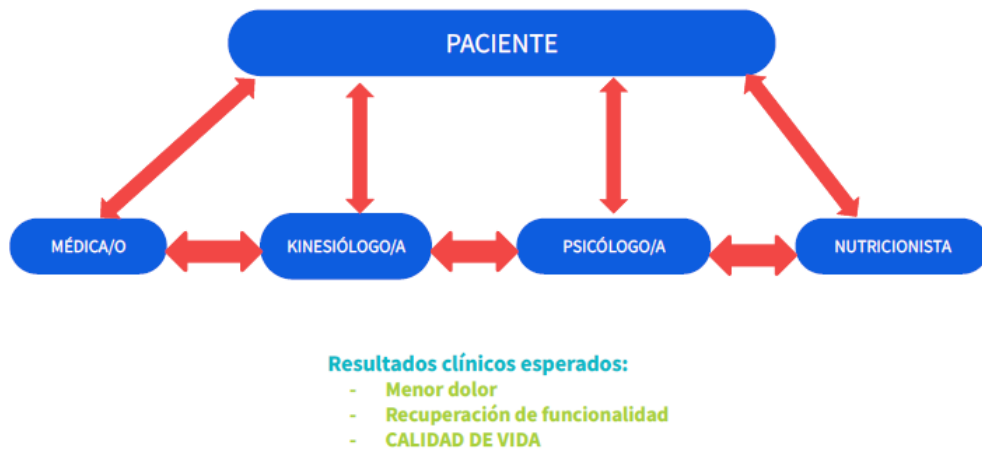 PACIENTE
MÉDICA/O
KINESIÓLOGO/A
PSICÓLOGO/A
NUTRICIONISTA
Resultados clínicos esperados:
- Menor dolor
- Recuperación de funcionalidad
- CALIDAD DE VIDA